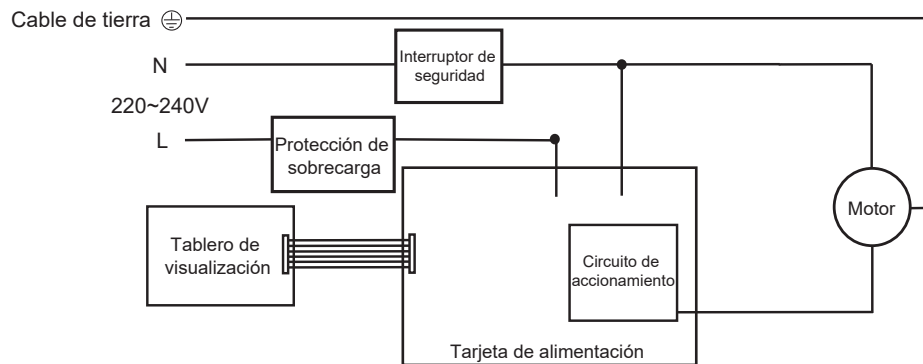 Cable de tierra
Interruptor de
seguridad
N
220~240V
L
Protección de
sobrecarga
Tablero de
visualización
Circuito de
accionamiento
Motor
Tarjeta de alimentación